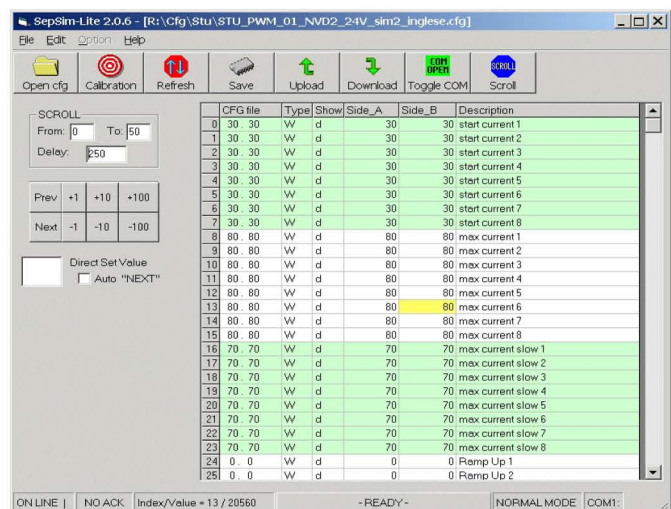 SepSim-Lite 2.0.6 - [R:\Cfg\Stu\STU_PWM_01_NVD2_24V_sim2_inglese.cfg]
File Edit Option Help
COM OPEN SCROLL
Open cfg Calibration Refresh Save Upload Download Toggle COM Scroll
SCROLL
From: 0 To: 50
Delay: 250
Prev +1 +10 +100
Next -1 -10 -100
Direct Set Value
Auto "NEXT"
CFG file Type Show Side_A Side_B Description
0 30 . 30 W d 30 30 start current 1
1 30 . 30 W d 30 30 start current 2
2 30 . 30 W d 30 30 start current 3
3 30 . 30 W d 30 30 start current 4
4 30 . 30 W d 30 30 start current 5
5 30 . 30 W d 30 30 start current 6
6 30 . 30 W d 30 30 start current 7
7 30 . 30 W d 30 30 start current 8
8 80 . 80 W d 80 80 max current 1
9 80 . 80 W d 80 80 max current 2
10 80 . 80 W d 80 80 max current 3
11 80 . 80 W d 80 80 max current 4
12 80 . 80 W d 80 80 max current 5
13 80 . 80 W d 80 80 max current 6
14 80 . 80 W d 80 80 max current 7
15 80 . 80 W d 80 80 max current 8
16 70 . 70 W d 70 70 max current slow 1
17 70 . 70 W d 70 70 max current slow 2
18 70 . 70 W d 70 70 max current slow 3
19 70 . 70 W d 70 70 max current slow 4
20 70 . 70 W d 70 70 max current slow 5
21 70 . 70 W d 70 70 max current slow 6
22 70 . 70 W d 70 70 max current slow 7
23 70 . 70 W d 70 70 max current slow 8
24 0 . 0 W d 0 0 Ramp Up 1
25 0 . 0 W d 0 0 Ramp Up 2
ON LINE | NO ACK Index/Value = 13 / 20560 - READY - NORMAL MODE COM1: